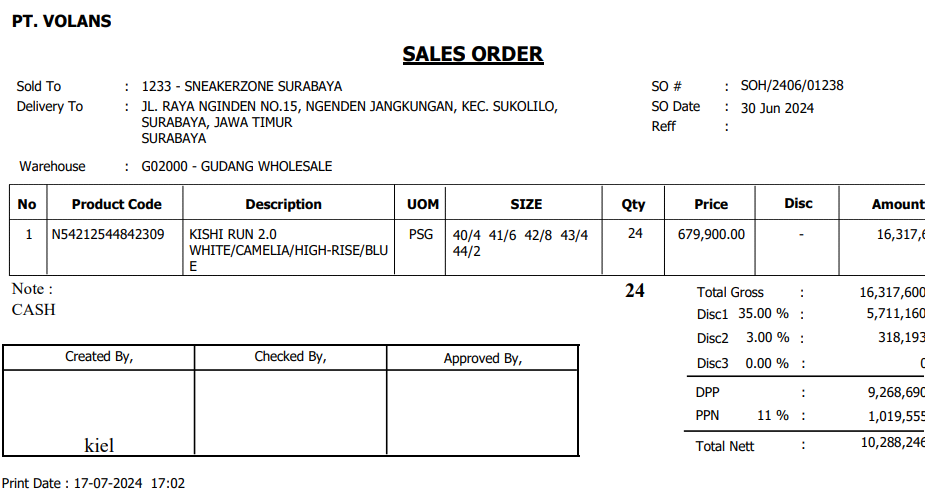 PT. VOLANS
SALES ORDER
Sold To : 1233 - SNEAKERZONE SURABAYA
SO # : SOH/2406/01238
Delivery To : JL. RAYA NGINDEN NO.15, NGENDEN JANGKUNGAN, KEC. SUKOLILO,
SURABAYA, JAWA TIMUR
SURABAYA
SO Date : 30 Jun 2024
Reff :
Warehouse : G02000 - GUDANG WHOLESALE
No Product Code Description UOM SIZE Qty Price Disc Amount
1 N54212544842309 KISHI RUN 2.0 PSG 40/4 41/6 42/8 43/4 24 679,900.00 - 16,317,6
WHITE/CAMELIA/HIGH-RISE/BLU 44/2
E
Note : 24 Total Gross : 16,317,600
CASH Disc1 35.00 % : 5,711,160
Disc2 3.00 % : 318,193
Disc3 0.00 % : 0
DPP : 9,268,690
PPN 11 % : 1,019,555
Total Nett : 10,288,246
Created By, Checked By, Approved By,
kiel
Print Date : 17-07-2024 17:02